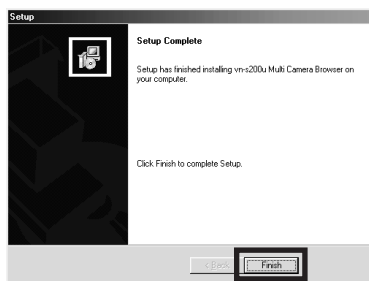 Setup
Setup Complete
Setup has finished installing vn-s200u Multi Camera Browser on
your computer.
Click Finish to complete Setup.
< Back
Finish